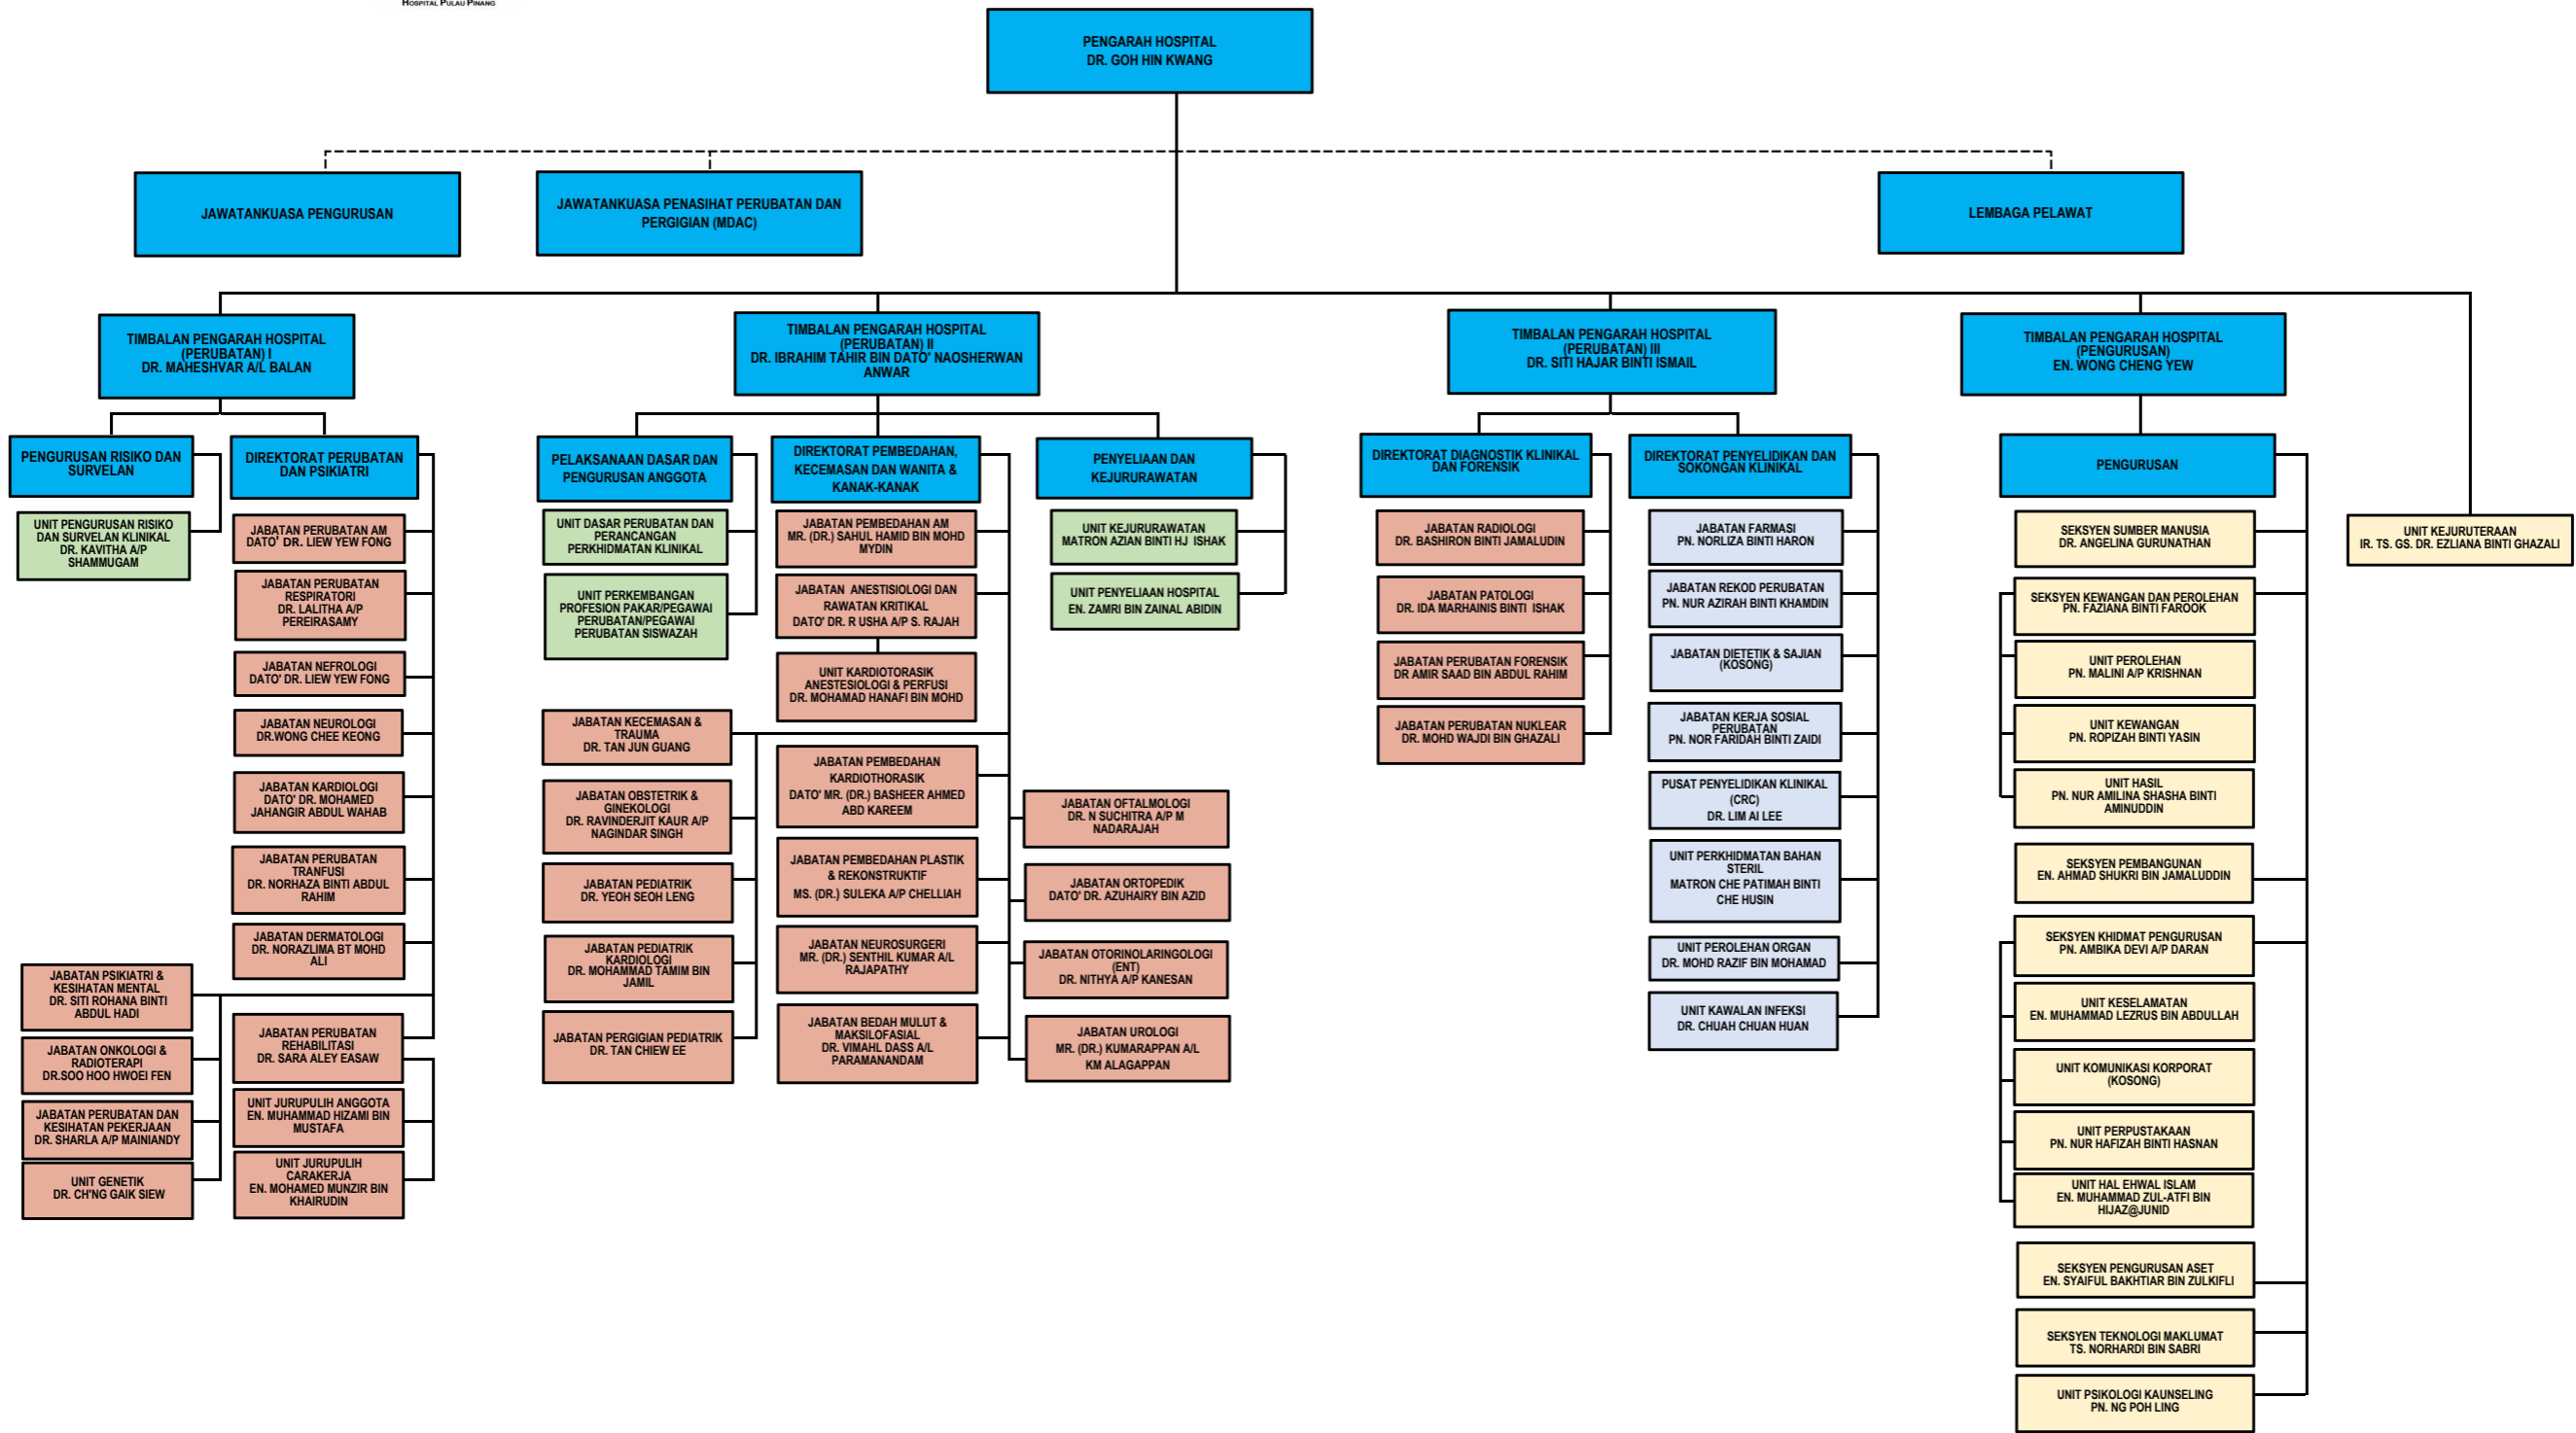 HOSPITAL PULAU PINANG
PENGARAH HOSPITAL
DR. GOH HIN KWANG
JAWATANKUASA PENGURUSAN
JAWATANKUASA PENASIHAT PERUBATAN DAN
PERGIGIAN (MDAC)
LEMBAGA PELAWAT
TIMBALAN PENGARAH HOSPITAL
(PERUBATAN) I
DR. MAHESHVAR A/L BALAN
TIMBALAN PENGARAH HOSPITAL
(PERUBATAN) II
DR. IBRAHIM TAHIR BIN DATO' NAOSHERWAN
ANWAR
TIMBALAN PENGARAH HOSPITAL
(PERUBATAN) III
DR. SITI HAJAR BINTI ISMAIL
TIMBALAN PENGARAH HOSPITAL
(PENGURUSAN)
EN. WONG CHENG YEW
PENGURUSAN RISIKO DAN
SURVELAN
UNIT PENGURUSAN RISIKO
DAN SURVELAN KLINIKAL
DR. KAVITHA A/P
SHAMMUGAM
DIREKTORAT PERUBATAN
DAN PSIKIATRI
JABATAN PERUBATAN AM
DATO' DR. LIEW YEW FONG
JABATAN PERUBATAN
RESPIRATORI
DR. LALITHA A/P
PEREIRASAMY
JABATAN NEFROLOGI
DATO' DR. LIEW YEW FONG
JABATAN NEUROLOGI
DR.WONG CHEE KEONG
JABATAN KARDIOLOGI
DATO' DR. MOHAMED
JAHANGIR ABDUL WAHAB
JABATAN PERUBATAN
TRANFUSI
DR. NORHAZA BINTI ABDUL
RAHIM
JABATAN DERMATOLOGI
DR. NORAZLIMA BT MOHD
ALI
JABATAN PSIKIATRI &
KESIHATAN MENTAL
DR. SITI ROHANA BINTI
ABDUL HADI
JABATAN ONKOLOGI &
RADIOTERAPI
DR.SOO HOO HWOEI FEN
JABATAN PERUBATAN DAN
KESIHATAN PEKERJAAN
DR. SHARLA A/P MAINIANDY
UNIT GENETIK
DR. CH'NG GAIK SIEW
JABATAN PERUBATAN
REHABILITASI
DR. SARA ALEY EASAW
UNIT JURUPULIH ANGGOTA
EN. MUHAMMAD HIZAMI BIN
MUSTAFA
UNIT JURUPULIH
CARAKERJA
EN. MOHAMED MUNZIR BIN
KHAIRUDIN
PELAKSANAAN DASAR DAN
PENGURUSAN ANGGOTA
UNIT DASAR PERUBATAN DAN
PERANCANGAN
PERKHIDMATAN KLINIKAL
UNIT PERKEMBANGAN
PROFESION PAKAR/PEGAWAI
PERUBATAN/PEGAWAI
PERUBATAN SISWAZAH
DIREKTORAT PEMBEDAHAN,
KECEMASAN DAN WANITA &
KANAK-KANAK
JABATAN PEMBEDAHAN AM
MR. (DR.) SAHUL HAMID BIN MOHD
MYDIN
JABATAN  ANESTISIOLOGI DAN
RAWATAN KRITIKAL
DATO' DR. R USHA A/P S. RAJAH
UNIT KARDIOTORASIK
ANESTESIOLOGI & PERFUSI
DR. MOHAMAD HANAFI BIN MOHD
JABATAN KECEMASAN &
TRAUMA
DR. TAN JUN GUANG
JABATAN OBSTETRIK &
GINEKOLOGI
DR. RAVINDERJIT KAUR A/P
NAGINDAR SINGH
JABATAN PEDIATRIK
DR. YEOH SEOH LENG
JABATAN PEDIATRIK
KARDIOLOGI
DR. MOHAMMAD TAMIM BIN
JAMIL
JABATAN PERGIGIAN PEDIATRIK
DR. TAN CHIEW EE
JABATAN PEMBEDAHAN
KARDIOTHORASIK
DATO' MR. (DR.) BASHEER AHMED
ABD KAREEM
JABATAN PEMBEDAHAN PLASTIK
& REKONSTRUKTIF
MS. (DR.) SULEKA A/P CHELLIAH
JABATAN NEUROSURGERI
MR. (DR.) SENTHIL KUMAR A/L
RAJAPATHY
JABATAN BEDAH MULUT &
MAKSILOFASIAL
DR. VIMAHL DASS A/L
PARAMANANDAM
PENYELIAAN DAN
KEJURURAWATAN
UNIT KEJURURAWATAN
MATRON AZIAN BINTI HJ  ISHAK
UNIT PENYELIAAN HOSPITAL
EN. ZAMRI BIN ZAINAL ABIDIN
JABATAN OFTALMOLOGI
DR. N SUCHITRA A/P M
NADARAJAH
JABATAN ORTOPEDIK
DATO' DR. AZUHAIRY BIN AZID
JABATAN OTORINOLARINGOLOGI
(ENT)
DR. NITHYA A/P KANESAN
JABATAN UROLOGI
MR. (DR.) KUMARAPPAN A/L
KM ALAGAPPAN
DIREKTORAT DIAGNOSTIK KLINIKAL
DAN FORENSIK
JABATAN RADIOLOGI
DR. BASHIRON BINTI JAMALUDIN
JABATAN PATOLOGI
DR. IDA MARHAINIS BINTI  ISHAK
JABATAN PERUBATAN FORENSIK
DR AMIR SAAD BIN ABDUL RAHIM
JABATAN PERUBATAN NUKLEAR
DR. MOHD WAJDI BIN GHAZALI
DIREKTORAT PENYELIDIKAN DAN
SOKONGAN KLINIKAL
JABATAN FARMASI
PN. NORLIZA BINTI HARON
JABATAN REKOD PERUBATAN
PN. NUR AZIRAH BINTI KHAMDIN
JABATAN DIETETIK & SAJIAN
(KOSONG)
JABATAN KERJA SOSIAL
PERUBATAN
PN. NOR FARIDAH BINTI ZAIDI
PUSAT PENYELIDIKAN KLINIKAL
(CRC)
DR. LIM AI LEE
UNIT PERKHIDMATAN BAHAN
STERIL
MATRON CHE PATIMAH BINTI
CHE HUSIN
UNIT PEROLEHAN ORGAN
DR. MOHD RAZIF BIN MOHAMAD
UNIT KAWALAN INFEKSI
DR. CHUAH CHUAN HUAN
PENGURUSAN
SEKSYEN SUMBER MANUSIA
DR. ANGELINA GURUNATHAN
SEKSYEN KEWANGAN DAN PEROLEHAN
PN. FAZIANA BINTI FAROOK
UNIT PEROLEHAN
PN. MALINI A/P KRISHNAN
UNIT KEWANGAN
PN. ROPIZAH BINTI YASIN
UNIT HASIL
PN. NUR AMILINA SHASHA BINTI
AMINUDDIN
SEKSYEN PEMBANGUNAN
EN. AHMAD SHUKRI BIN JAMALUDDIN
SEKSYEN KHIDMAT PENGURUSAN
PN. AMBIKA DEVI A/P DARAN
UNIT KESELAMATAN
EN. MUHAMMAD LEZRUS BIN ABDULLAH
UNIT KOMUNIKASI KORPORAT
(KOSONG)
UNIT PERPUSTAKAAN
PN. NUR HAFIZAH BINTI HASNAN
UNIT HAL EHWAL ISLAM
EN. MUHAMMAD ZUL-ATFI BIN
HIJAZ@JUNID
SEKSYEN PENGURUSAN ASET
EN. SYAIFUL BAKHTIAR BIN ZULKIFLI
SEKSYEN TEKNOLOGI MAKLUMAT
TS. NORHARDI BIN SABRI
UNIT PSIKOLOGI KAUNSELING
PN. NG POH LING
UNIT KEJURUTERAAN
IR. TS. GS. DR. EZLIANA BINTI GHAZALI